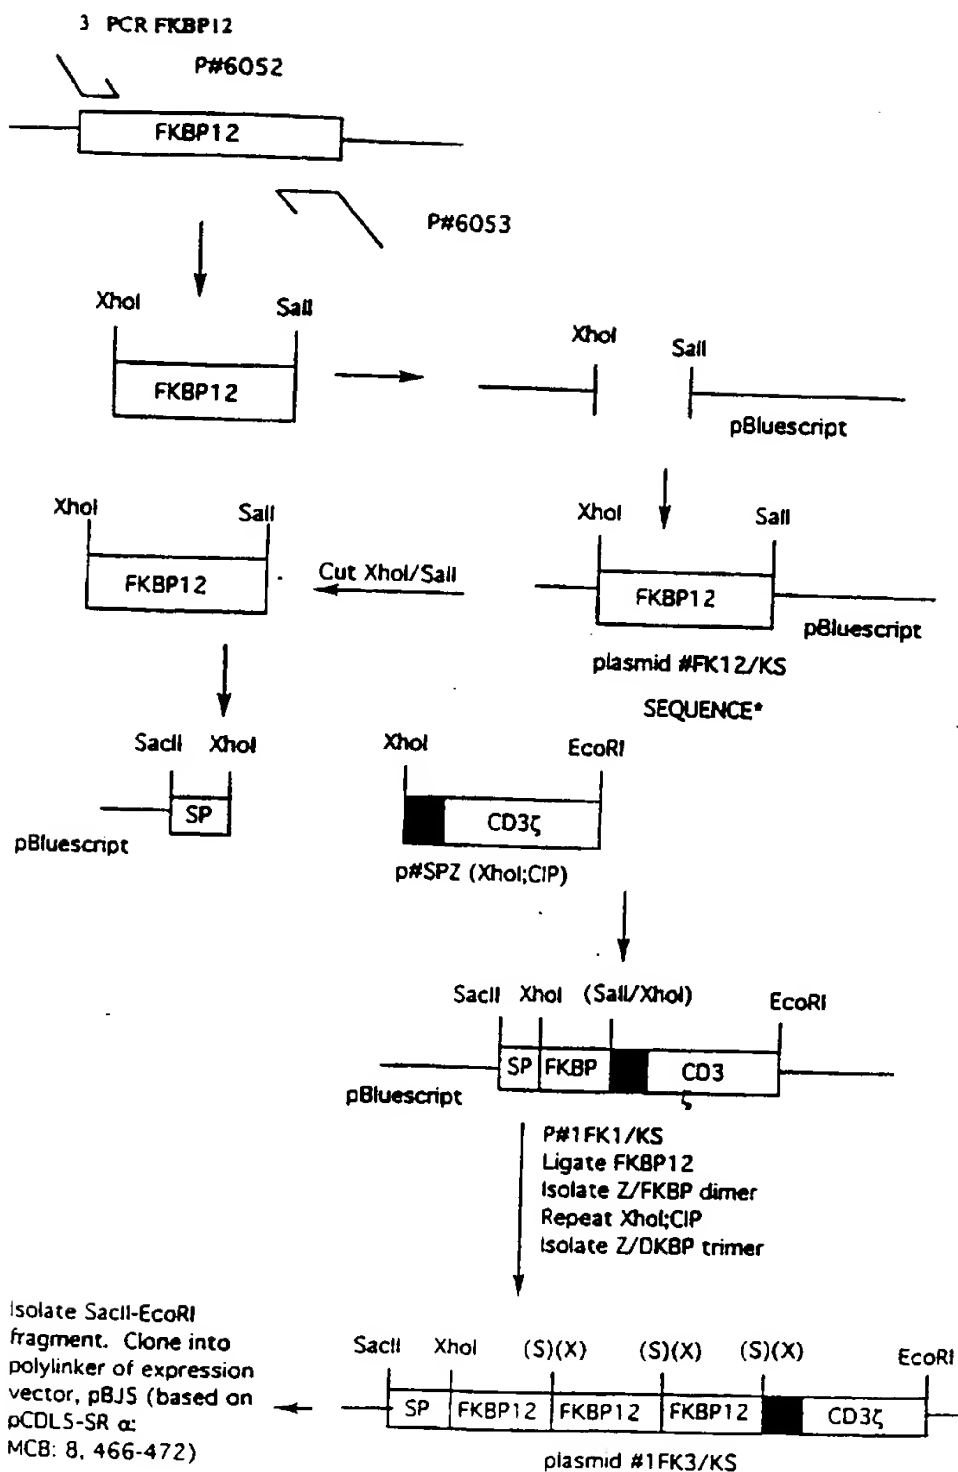 3 PCR FKBP12
P#6052
FKBP12
P#6053
XhoI
SalI
FKBP12
XhoI
SalI
pBluescript
XhoI
SalI
FKBP12
Cut XhoI/SalI
XhoI
SalI
FKBP12
pBluescript
plasmid #FK12/KS
SEQUENCE*
SacII XhoI
SP
pBluescript
XhoI
EcoRI
CD3ζ
p#SPZ (XhoI;CIP)
SacII XhoI (SalI/XhoI)
EcoRI
SP FKBP CD3
ζ
pBluescript
P#1FK1/KS
Ligate FKBP12
Isolate Z/FKBP dimer
Repeat XhoI;CIP
Isolate Z/DKBP trimer
Isolate SacII-EcoRI
fragment. Clone into
polylinker of expression
vector, pBJ5 (based on
pCDL5-SR α:
MCB: 8, 466-472)
SacII XhoI (S)(X) (S)(X) (S)(X) EcoRI
SP FKBP12 FKBP12 FKBP12 CD3ζ
plasmid #1FK3/KS